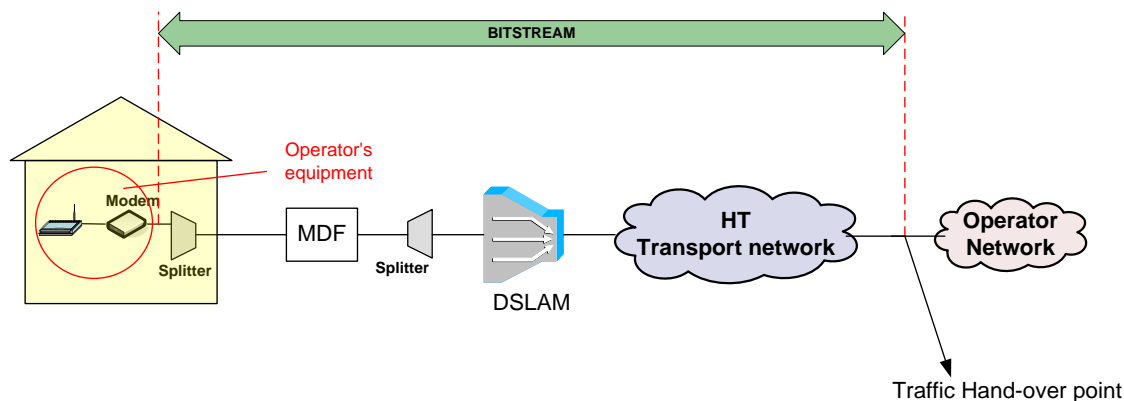 BITSTREAM
Operator's
equipment
Modem
Splitter
MDF
Splitter
DSLAM
HT
Transport network
Operator
Network
Traffic Hand-over point